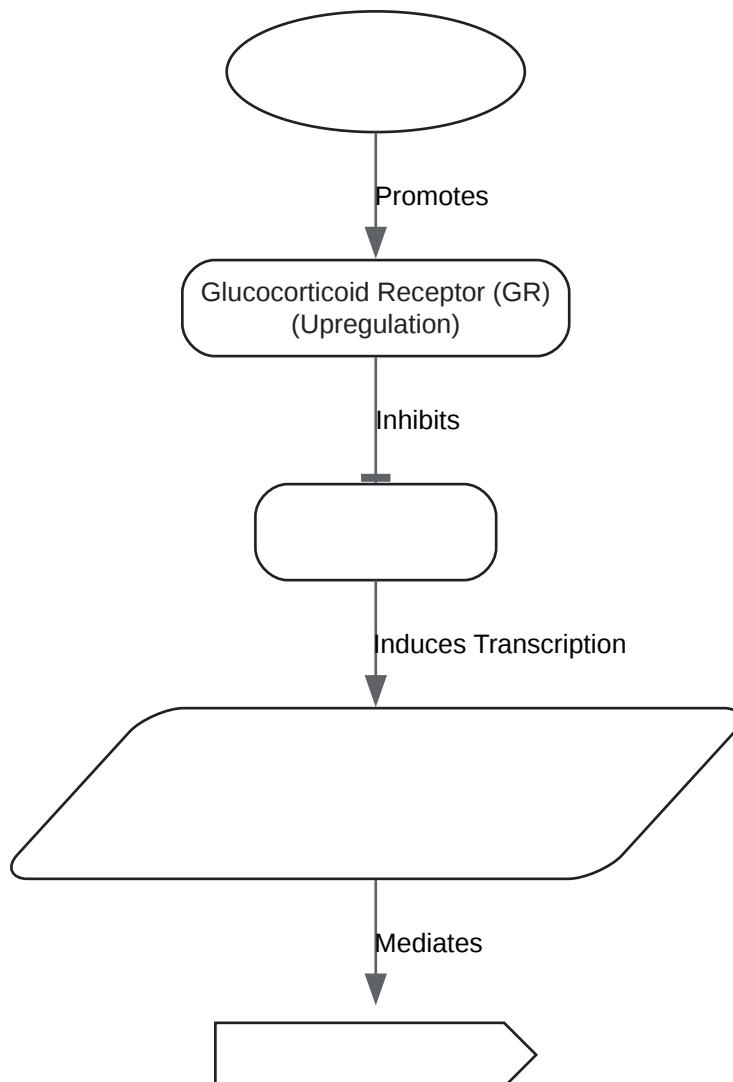 Promotes
Glucocorticoid Receptor (GR)
(Upregulation)
Inhibits
Induces Transcription
Mediates